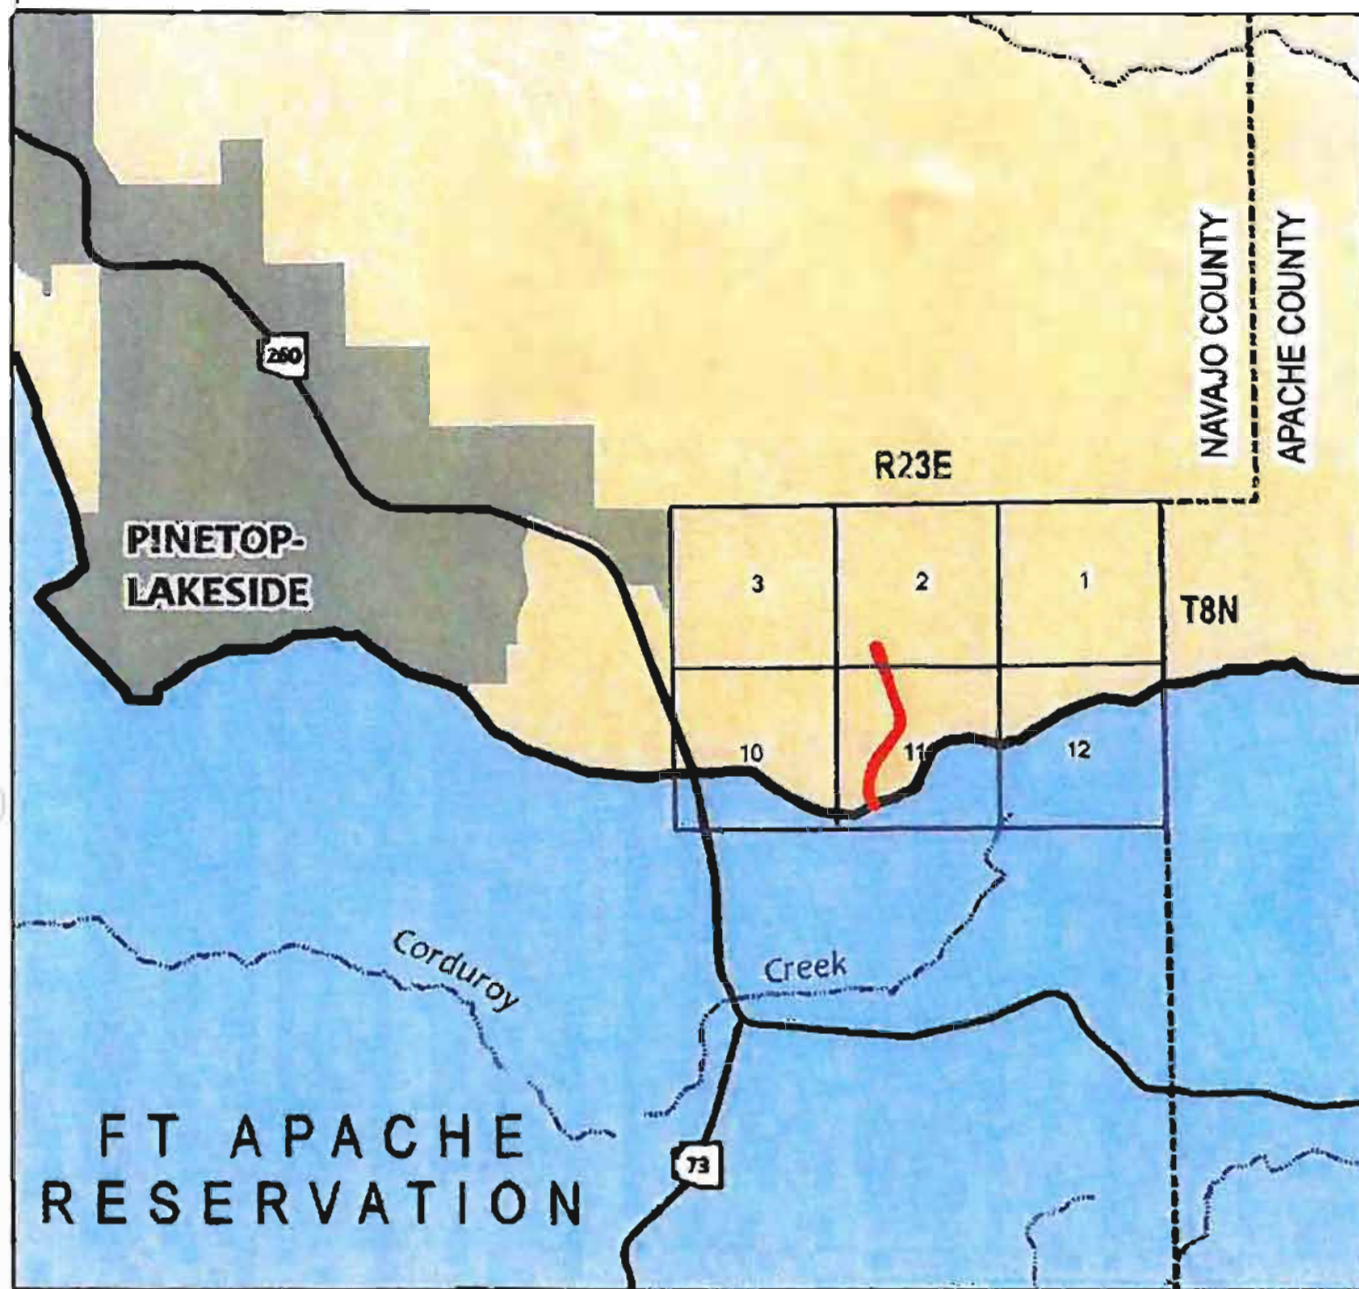 NAVAJO COUNTY
APACHE COUNTY
260
R23E
PINETOP-
LAKESIDE
3
2
1
T8N
10
11
12
Corduroy
Creek
FT APACHE
RESERVATION
73